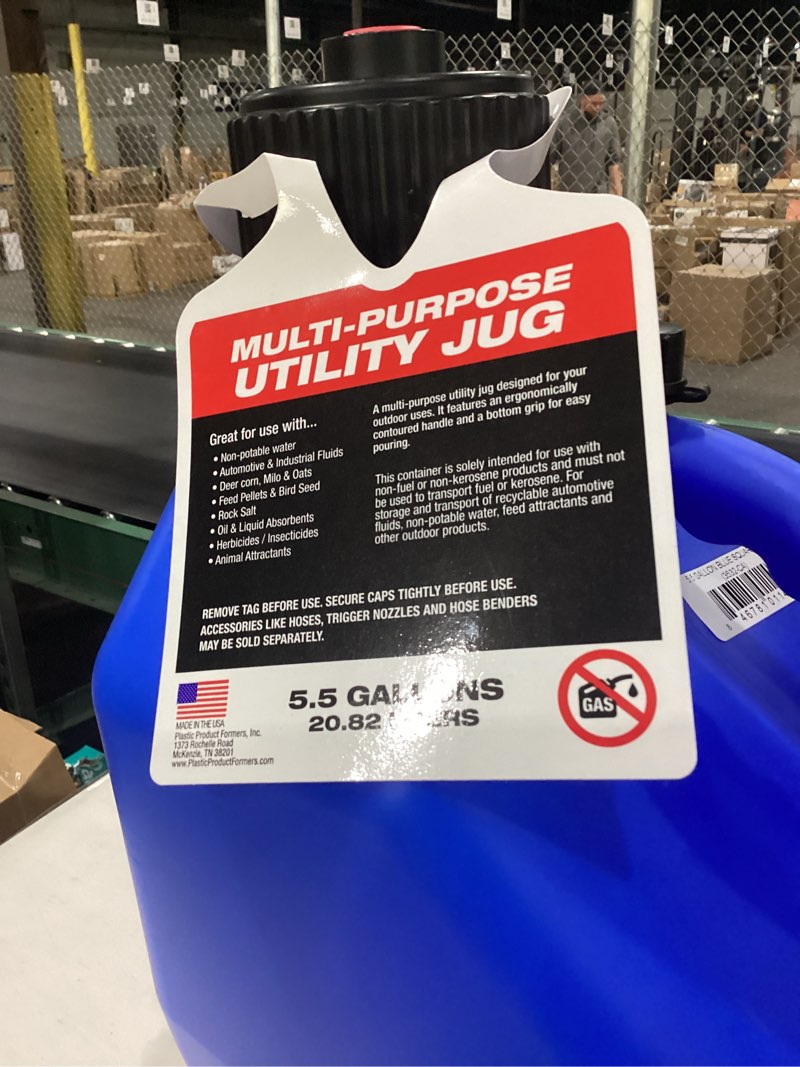 MULTI-PURPOSE
UTILITY JUG
Great for use with...
• Non-potable water
• Automotive & Industrial Fluids
• Deer corn, Milo & Oats
• Feed Pellets & Bird Seed
• Rock Salt
• Oil & Liquid Absorbents
• Herbicides / Insecticides
• Animal Attractants
A multi-purpose utility jug designed for your
outdoor uses. It features an ergonomically
contoured handle and a bottom grip for easy
pouring.
This container is solely intended for use with
non-fuel or non-kerosene products and must not
be used to transport fuel or kerosene. For
storage and transport of recyclable automotive
fluids, non-potable water, feed attractants and
other outdoor products.
REMOVE TAG BEFORE USE. SECURE CAPS TIGHTLY BEFORE USE.
ACCESSORIES LIKE HOSES, TRIGGER NOZZLES AND HOSE BENDERS
MAY BE SOLD SEPARATELY.
MADE IN THE USA
Plastic Product Formers, Inc.
1373 Rochelle Road
McKenzie, TN 38201
www.PlasticProductFormers.com
5.5 GALLONS
20.82
GAS
GALLON BLUE